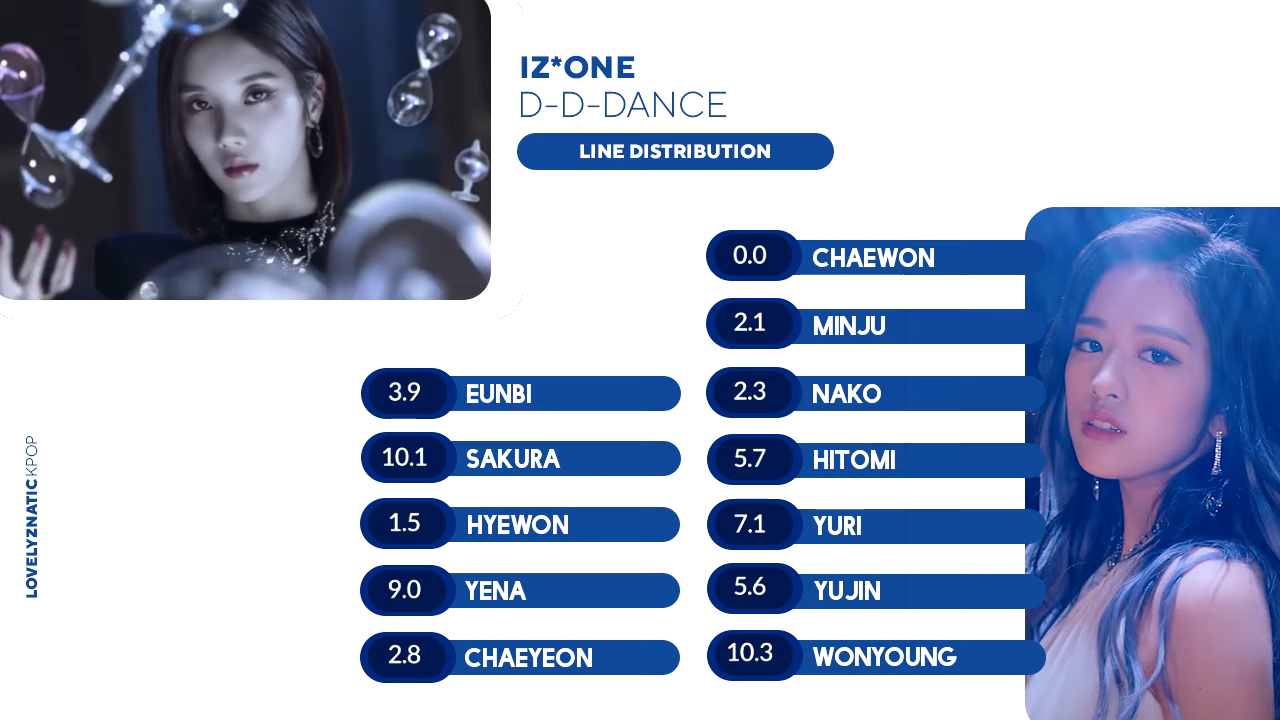 IZ*ONE
D-D-DANCE
LINE DISTRIBUTION
0.0 CHAEWON
2.1 MINJU
3.9 EUNBI
2.3 NAKO
10.1 SAKURA
5.7 HITOMI
1.5 HYEWON
7.1 YURI
9.0 YENA
5.6 YUJIN
2.8 CHAEYEON
10.3 WONYOUNG
LOVELYZNATICKPOP